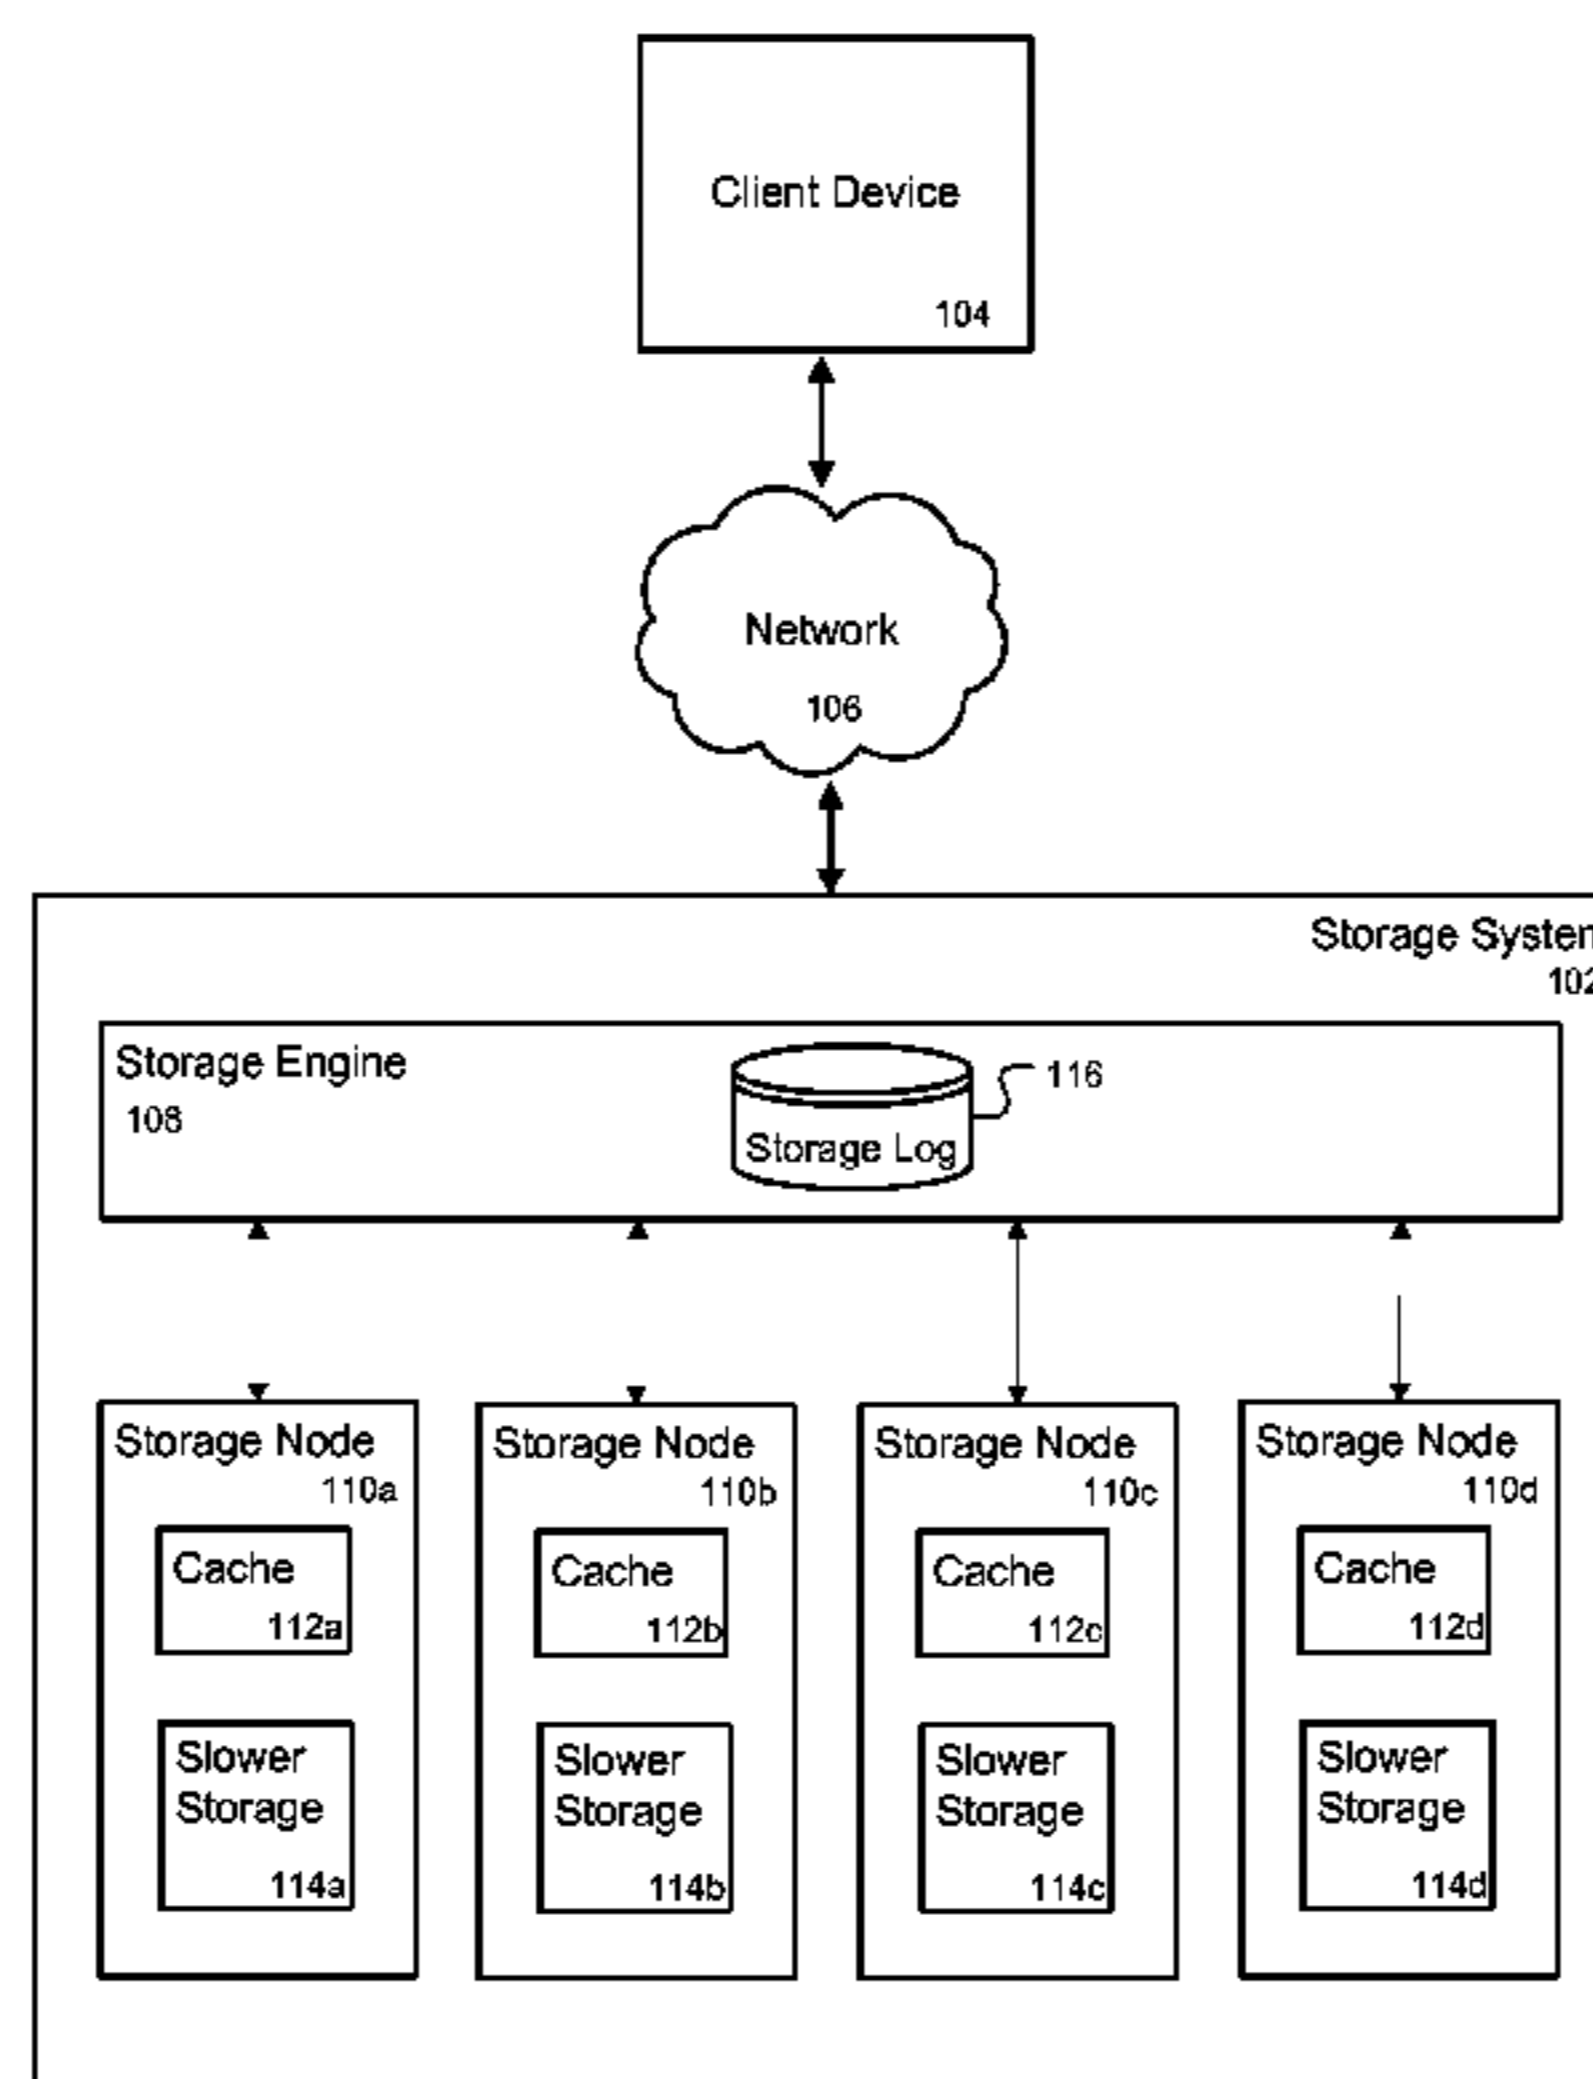 Client Device
104
Network
106
Storage System
102
Storage Engine
108
Storage Log
116
Storage Node
110a
Cache
112a
Slower
Storage
114a
Storage Node
110b
Cache
112b
Slower
Storage
114b
Storage Node
110c
Cache
112c
Slower
Storage
114c
Storage Node
110d
Cache
112d
Slower
Storage
114d